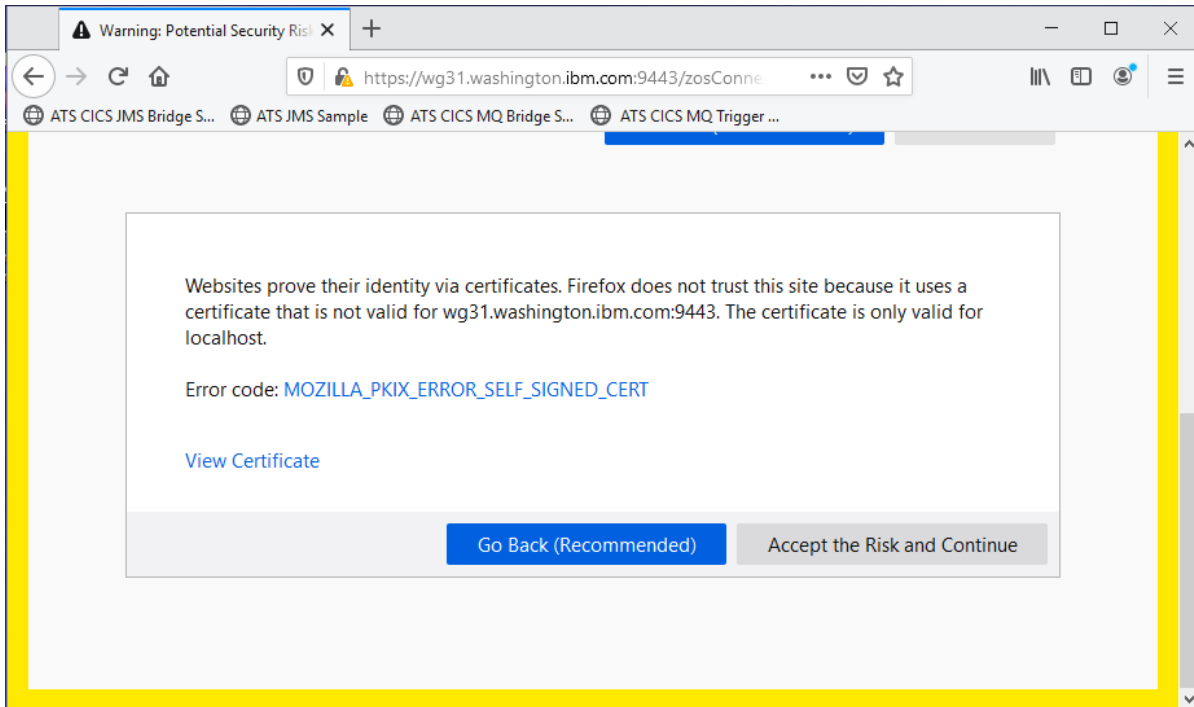 Warning: Potential Security Ris
https://wg31.washington.ibm.com:9443/zosConne
ATS CICS JMS Bridge S... ATS JMS Sample ATS CICS MQ Bridge S... ATS CICS MQ Trigger ...
Websites prove their identity via certificates. Firefox does not trust this site because it uses a
certificate that is not valid for wg31.washington.ibm.com:9443. The certificate is only valid for
localhost.
Error code: MOZILLA_PKIX_ERROR_SELF_SIGNED_CERT
View Certificate
Go Back (Recommended) Accept the Risk and Continue